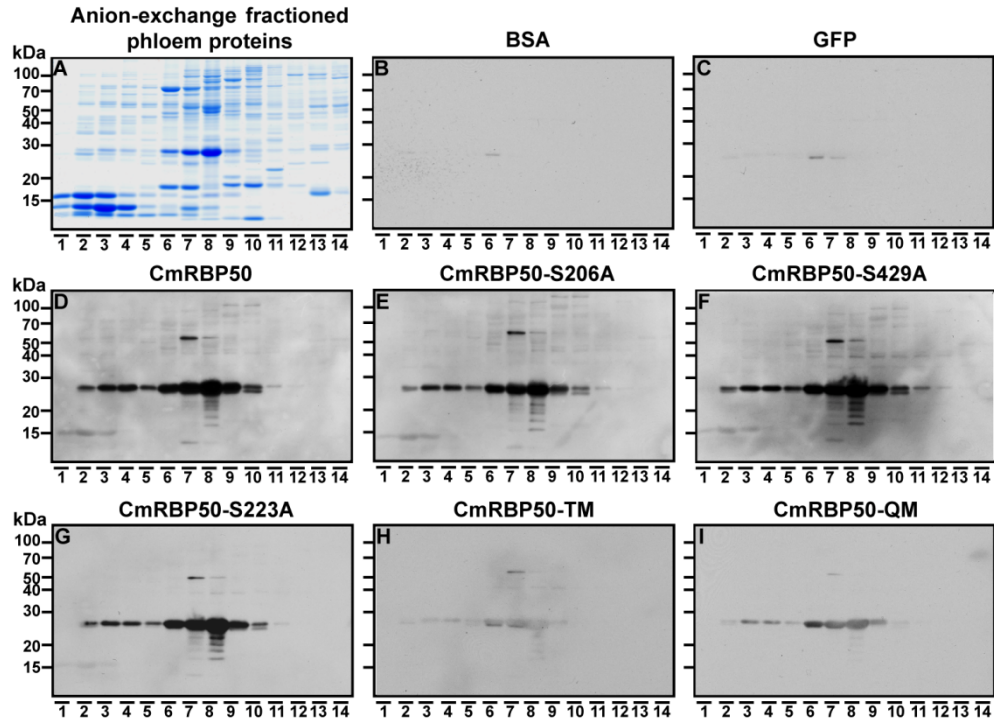 Anion-exchange fractioned
phloem proteins
BSA
GFP
kDa
A
B
C
100
70
50
40
30
20
15
1 2 3 4 5 6 7 8 9 10 11 12 13 14
1 2 3 4 5 6 7 8 9 10 11 12 13 14
1 2 3 4 5 6 7 8 9 10 11 12 13 14
CmRBP50
CmRBP50-S206A
CmRBP50-S429A
kDa
D
E
F
100
70
50
40
30
20
15
1 2 3 4 5 6 7 8 9 10 11 12 13 14
1 2 3 4 5 6 7 8 9 10 11 12 13 14
1 2 3 4 5 6 7 8 9 10 11 12 13 14
CmRBP50-S223A
CmRBP50-TM
CmRBP50-QM
kDa
G
H
I
100
70
50
40
30
20
15
1 2 3 4 5 6 7 8 9 10 11 12 13 14
1 2 3 4 5 6 7 8 9 10 11 12 13 14
1 2 3 4 5 6 7 8 9 10 11 12 13 14